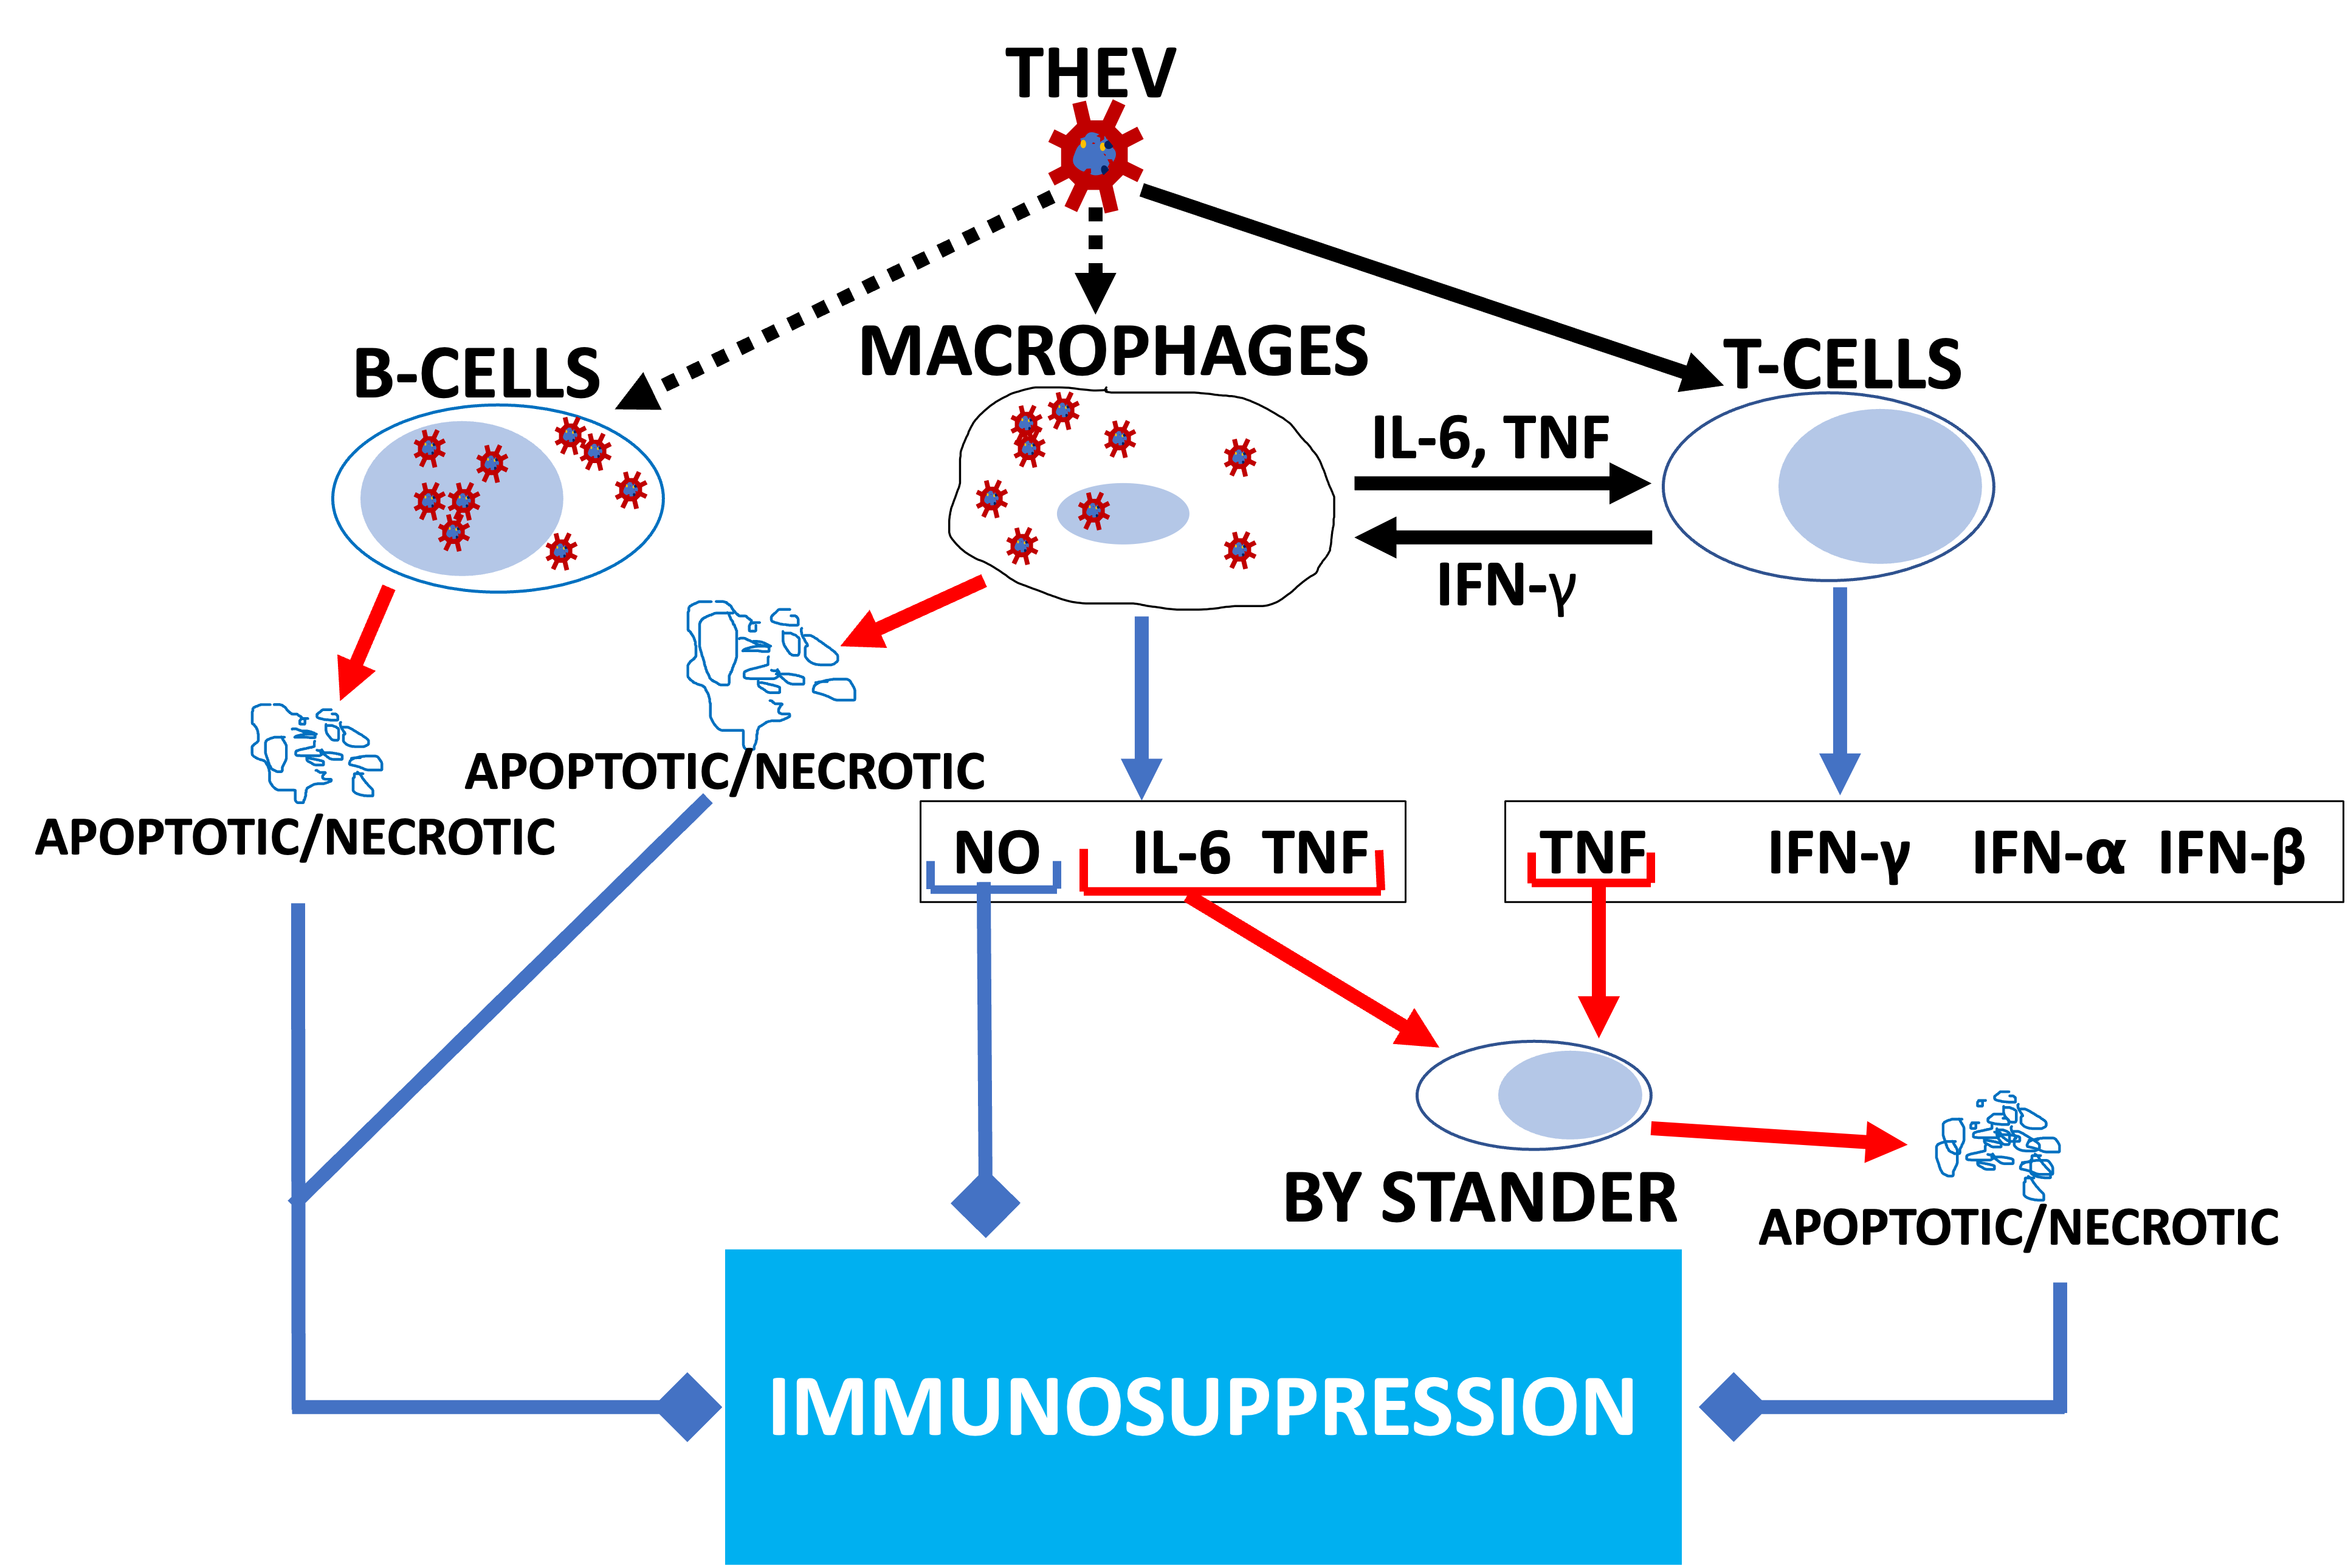 THEV
B-CELLS
MACROPHAGES
T-CELLS
IL-6, TNF
IFN-γ
APOPTOTIC/NECROTIC
APOPTOTIC/NECROTIC
NO IL-6 TNF
TNF IFN-γ IFN-α IFN-β
BY STANDER
APOPTOTIC/NECROTIC
IMMUNOSUPPRESSION